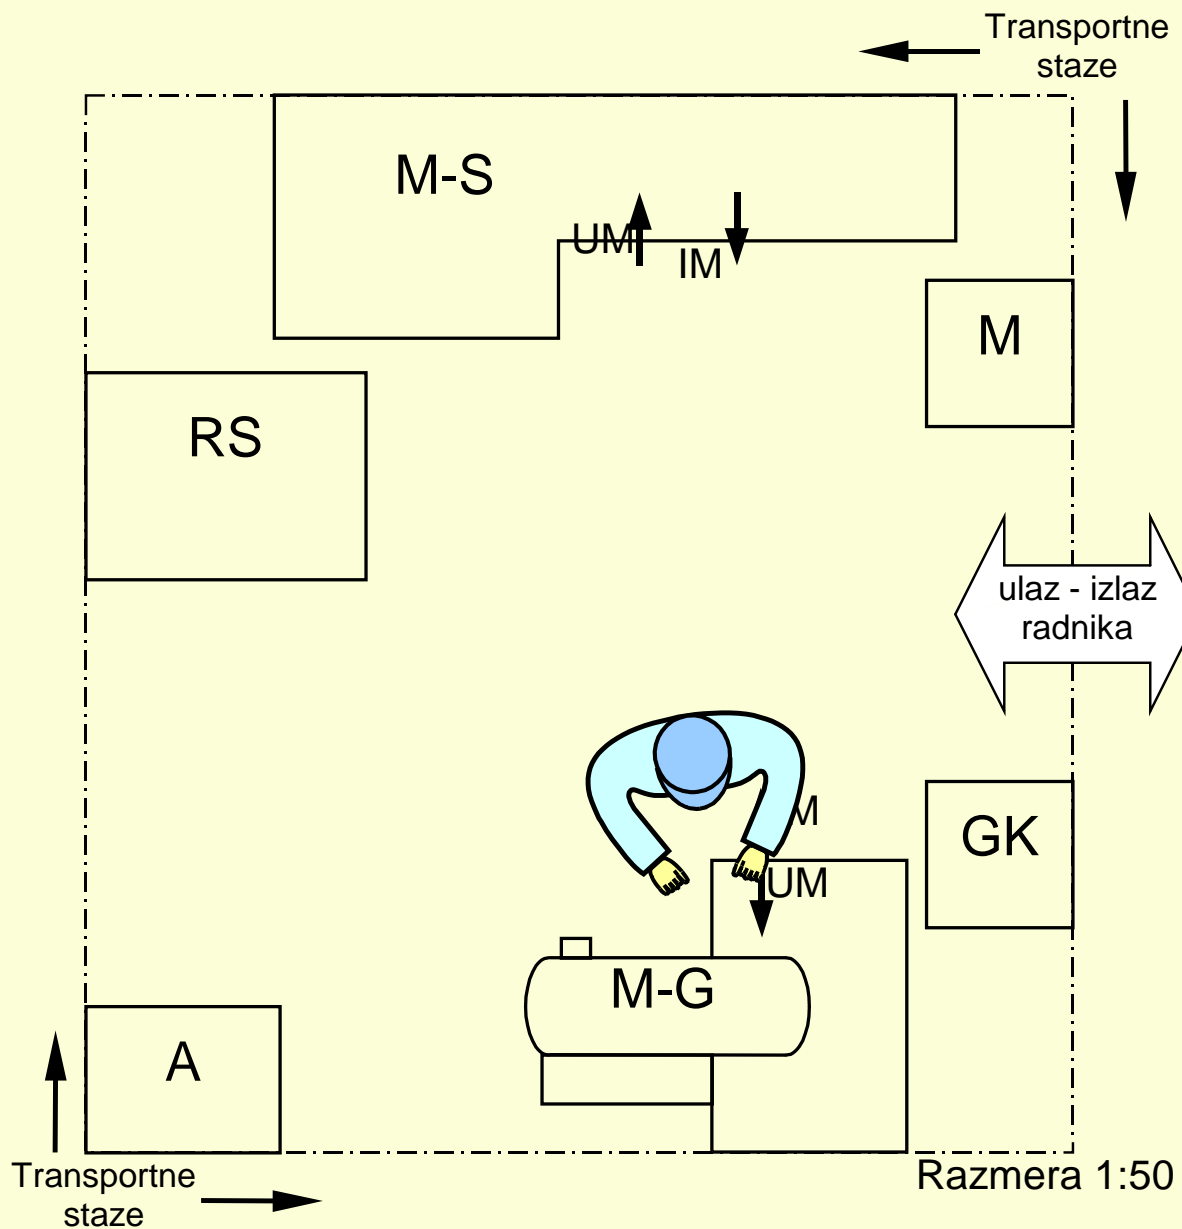 Transportne
staze
M-S
UM
IM
M
RS
ulaz - izlaz
radnika
M
GK
UM
M-G
A
Transportne
staze
Razmera 1:50